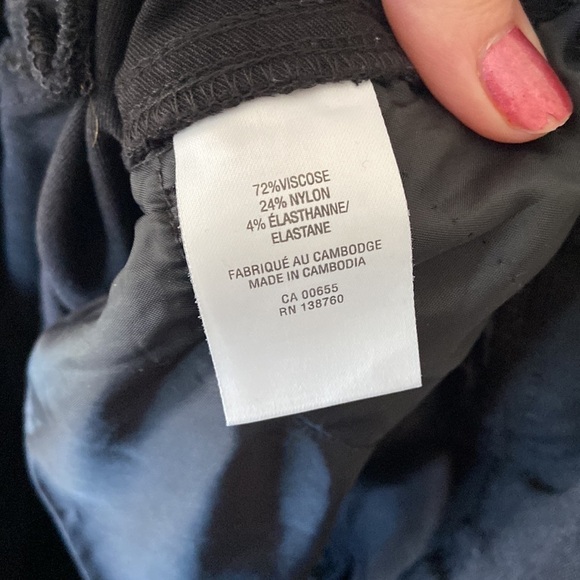 72%VISCOSE
24% NYLON
4% ÉLASTHANNE/
ELASTANE
FABRIQUÉ AU CAMBODGE
MADE IN CAMBODIA
CA 00655
RN 138760